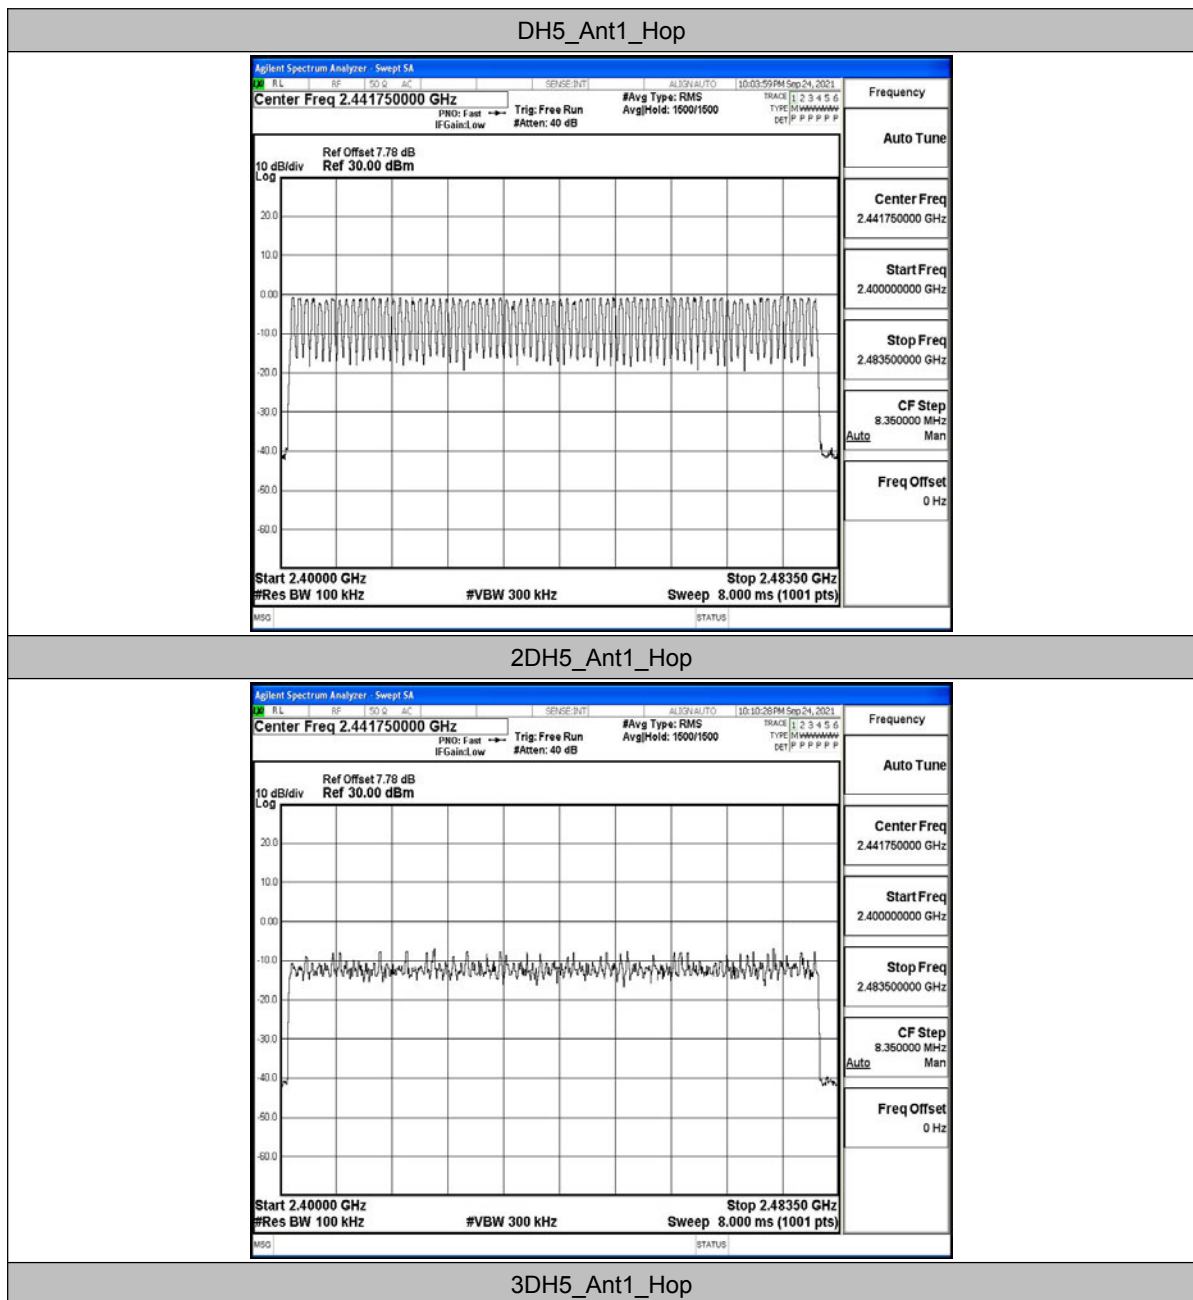 DH5_Ant1_Hop
Agilent Spectrum Analyzer - Swept SA
RL RF 50 Ω AC SENSE:INT ALIGN AUTO 10:03:59 PM Sep 24, 2021
Center Freq 2.441750000 GHz #Avg Type: RMS TRACE 1 2 3 4 5 6 Frequency
PNO: Fast Trig: Free Run Avg|Hold: 1500/1500 TYPE M
IFGain:Low #Atten: 40 dB DET P P P P P P
Auto Tune
Ref Offset 7.78 dB
10 dB/div Ref 30.00 dBm
Log
20.0
10.0
0.00
-10.0
-20.0
-30.0
-40.0
-50.0
-60.0
Center Freq
2.441750000 GHz
Start Freq
2.400000000 GHz
Stop Freq
2.483500000 GHz
CF Step
8.350000 MHz
Auto Man
Freq Offset
0 Hz
Start 2.40000 GHz Stop 2.48350 GHz
#Res BW 100 kHz #VBW 300 kHz Sweep 8.000 ms (1001 pts)
MSG STATUS
2DH5_Ant1_Hop
Agilent Spectrum Analyzer - Swept SA
RL RF 50 Ω AC SENSE:INT ALIGN AUTO 10:10:28 PM Sep 24, 2021
Center Freq 2.441750000 GHz #Avg Type: RMS TRACE 1 2 3 4 5 6 Frequency
PNO: Fast Trig: Free Run Avg|Hold: 1500/1500 TYPE M
IFGain:Low #Atten: 40 dB DET P P P P P P
Auto Tune
Ref Offset 7.78 dB
10 dB/div Ref 30.00 dBm
Log
20.0
10.0
0.00
-10.0
-20.0
-30.0
-40.0
-50.0
-60.0
Center Freq
2.441750000 GHz
Start Freq
2.400000000 GHz
Stop Freq
2.483500000 GHz
CF Step
8.350000 MHz
Auto Man
Freq Offset
0 Hz
Start 2.40000 GHz Stop 2.48350 GHz
#Res BW 100 kHz #VBW 300 kHz Sweep 8.000 ms (1001 pts)
MSG STATUS
3DH5_Ant1_Hop